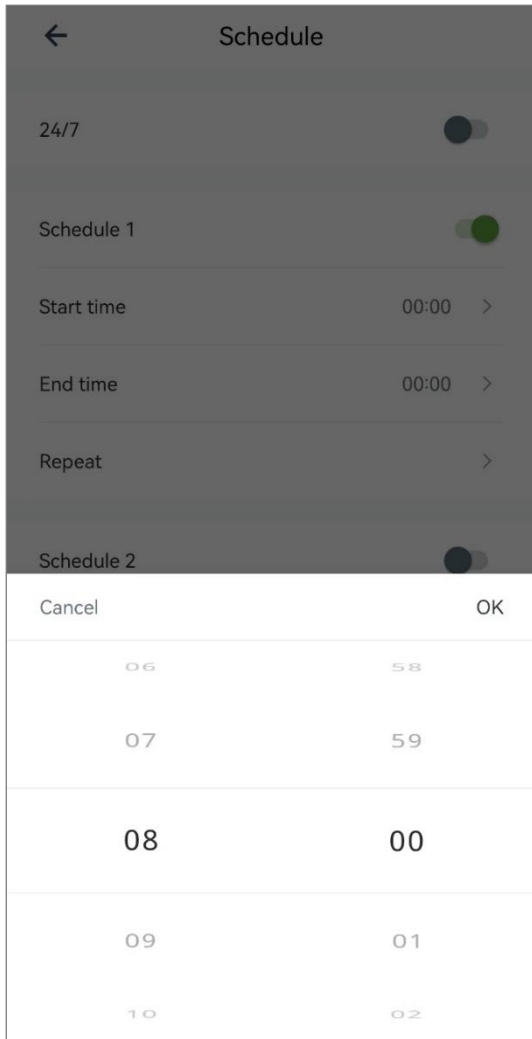 Schedule
24/7
Schedule 1
Start time 00:00
End time 00:00
Repeat
Schedule 2
Cancel OK
06 58
07 59
08 00
09 01
10 02